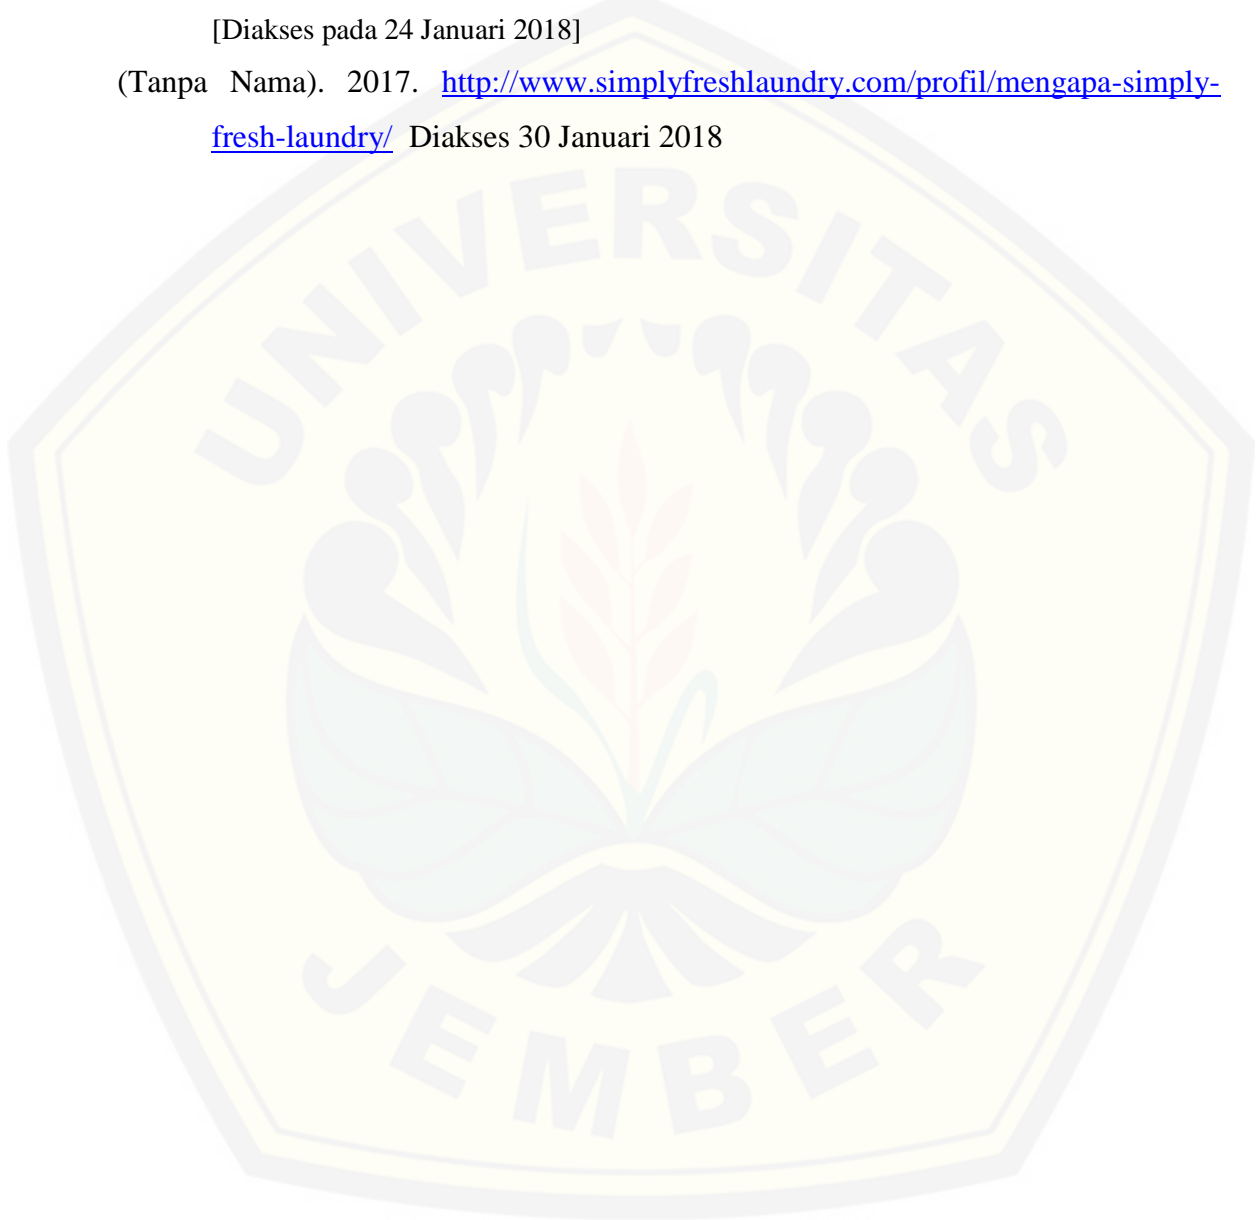 [Diakses pada 24 Januari 2018]
(Tanpa Nama). 2017. http://www.simplyfreshlaundry.com/profil/mengapa-simply-
fresh-laundry/ Diakses 30 Januari 2018
UNIVERSITAS
JEMBER